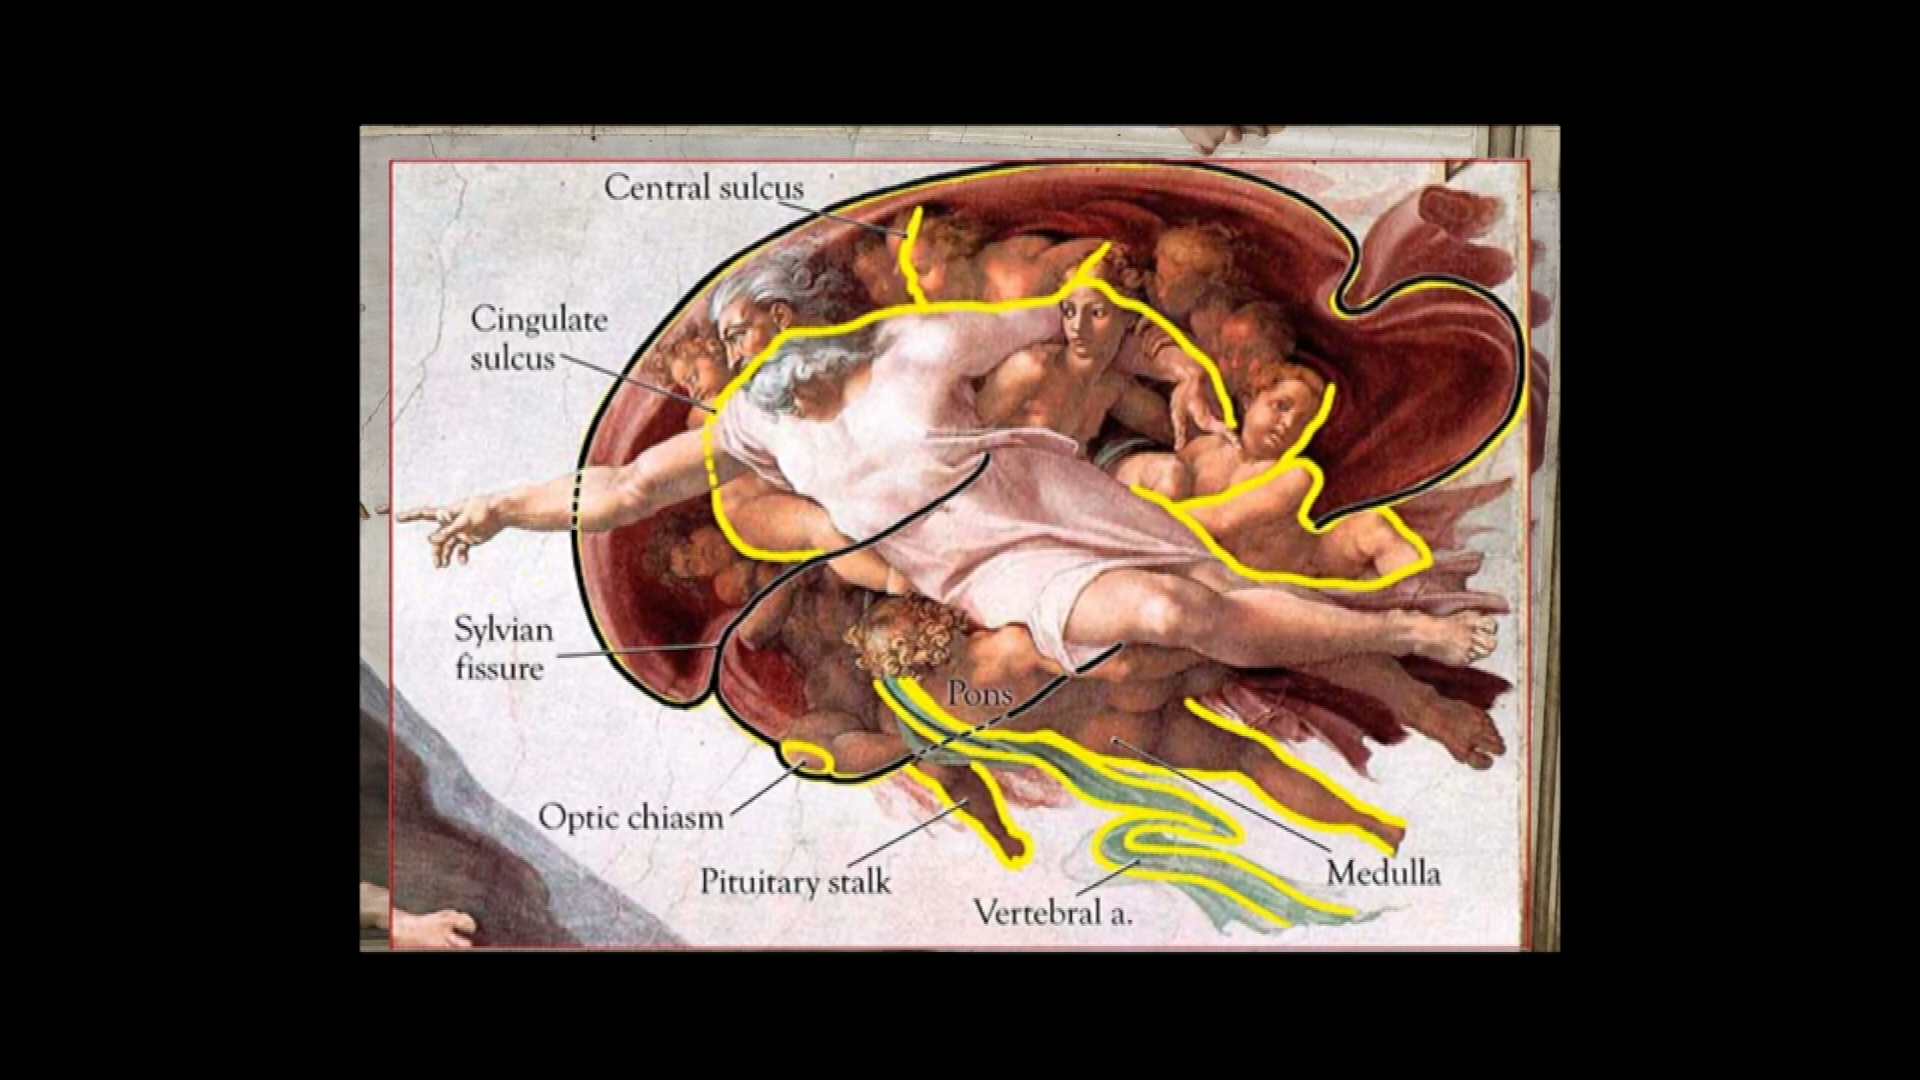 Central sulcus
Cingulate
sulcus
Sylvian
fissure
Pons
Optic chiasm
Pituitary stalk
Medulla
Vertebral a.